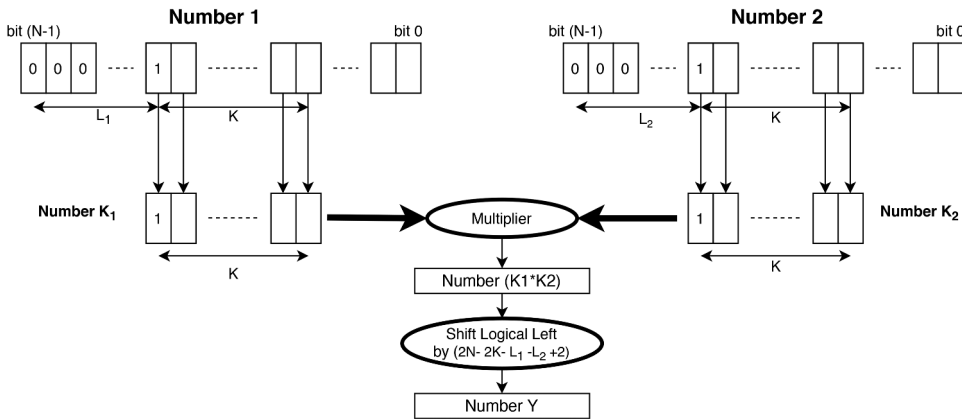 Number 1
Number 2
bit (N-1)
bit 0
bit (N-1)
bit 0
0 0 0 1
0 0 0 1
L₁ K
L₂ K
Number K₁
1
Multiplier
1
Number K₂
K
K
Number (K1*K2)
Shift Logical Left
by (2N- 2K- L₁ -L₂ +2)
Number Y